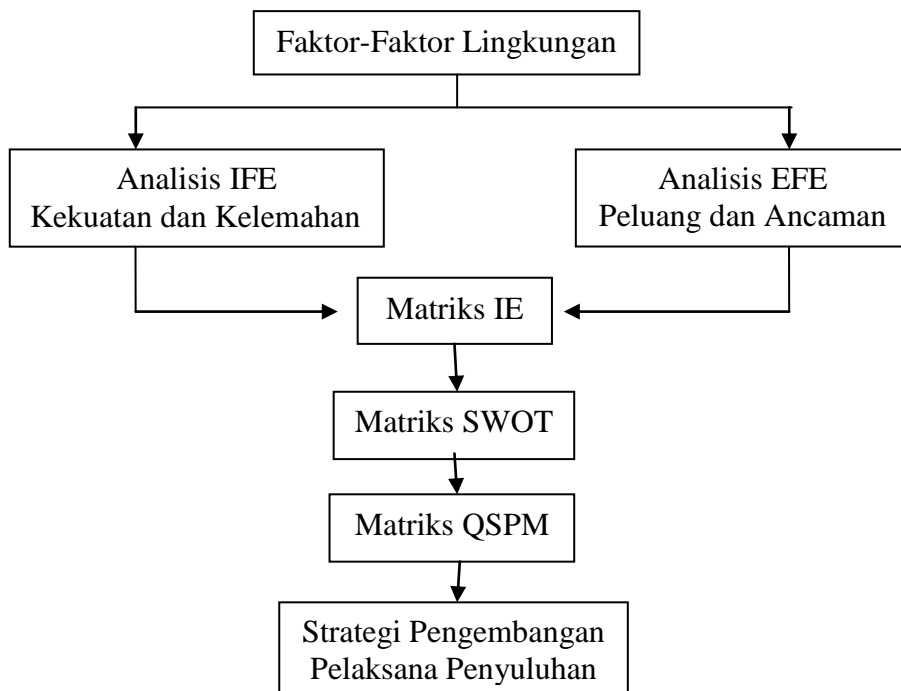 Faktor-Faktor Lingkungan
Analisis IFE
Kekuatan dan Kelemahan
Analisis EFE
Peluang dan Ancaman
Matriks IE
Matriks SWOT
Matriks QSPM
Strategi Pengembangan
Pelaksana Penyuluhan